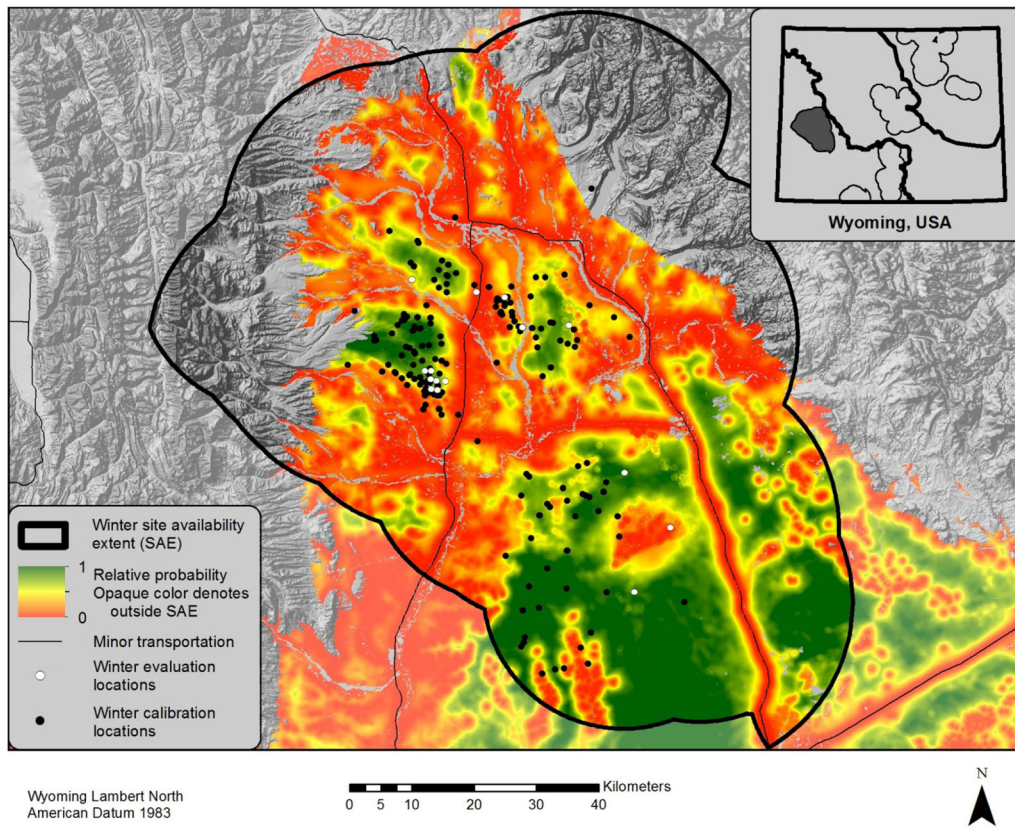 Wyoming, USA
Winter site availability
extent (SAE)
1
Relative probability
Opaque color denotes
0
outside SAE
Minor transportation
Winter evaluation
locations
Winter calibration
locations
Wyoming Lambert North
American Datum 1983
Kilometers
0 5 10 20 30 40
N